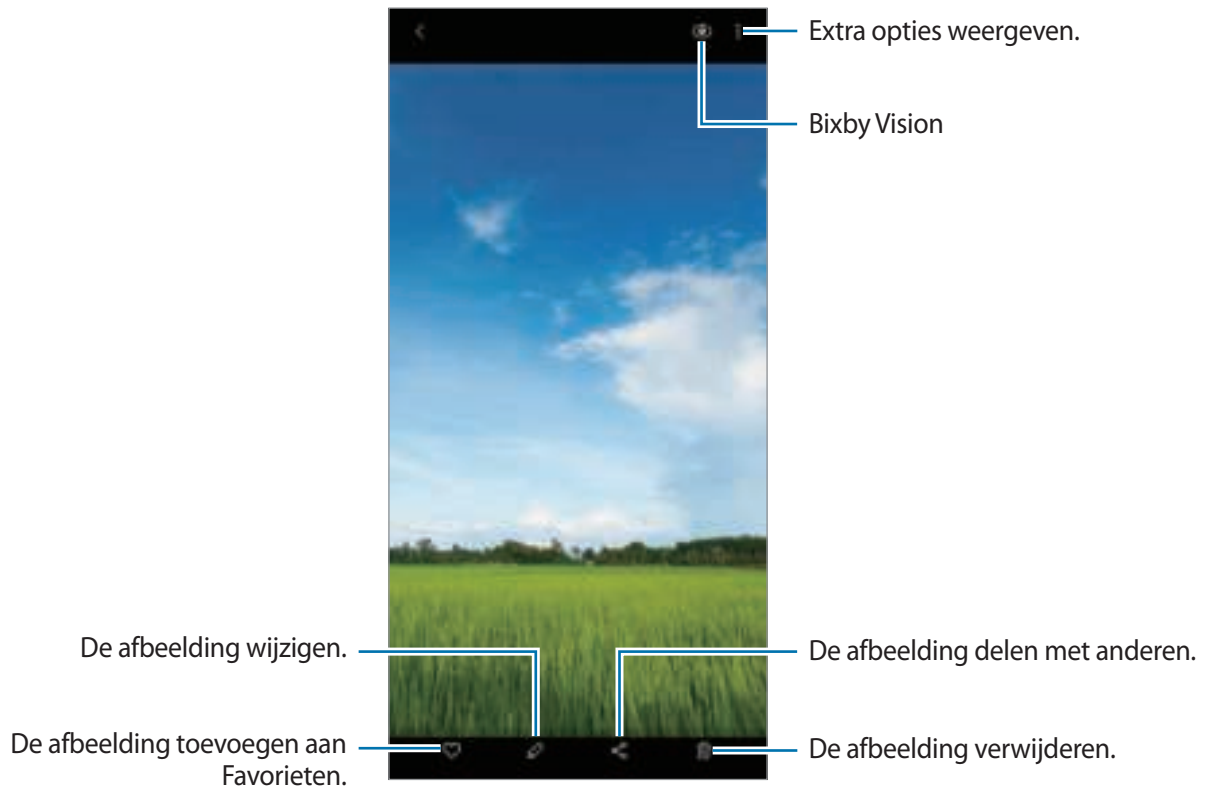 Extra opties weergeven.
Bixby Vision
De afbeelding wijzigen.
De afbeelding delen met anderen.
De afbeelding toevoegen aan
Favorieten.
De afbeelding verwijderen.